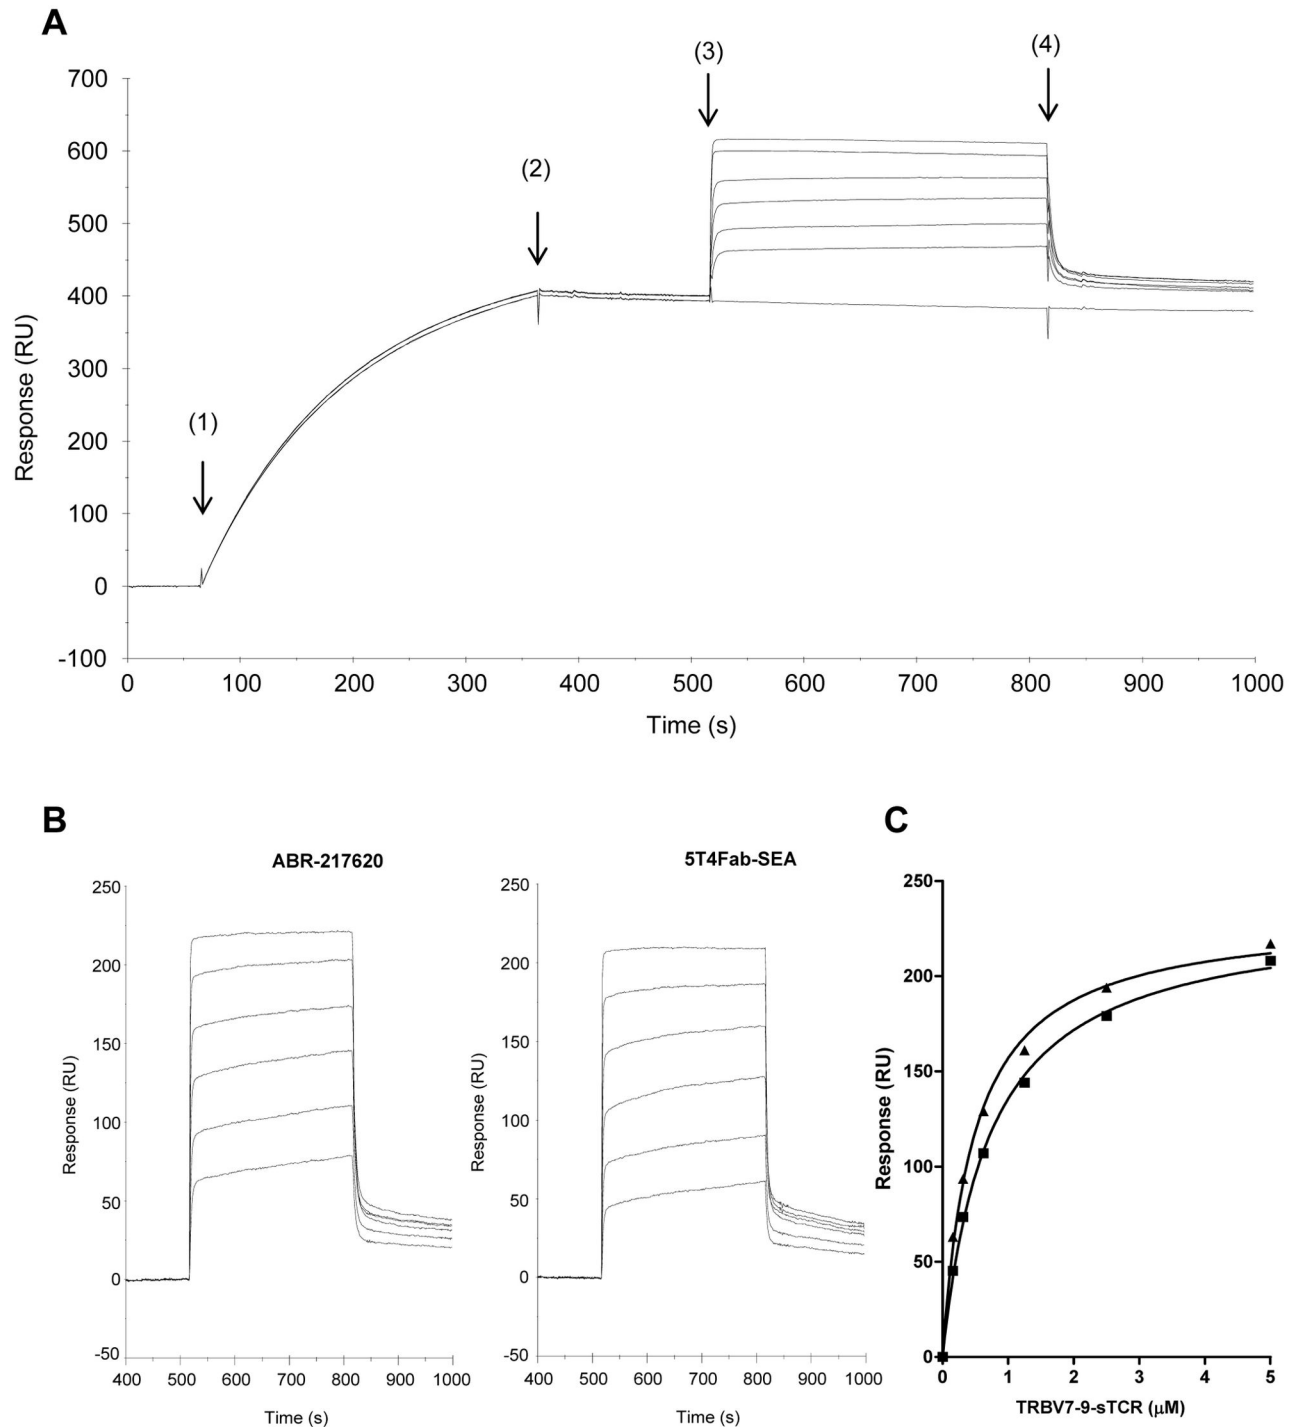 A
(1)
(2)
(3)
(4)
700
600
500
400
300
200
100
0
-100
Response (RU)
0 100 200 300 400 500 600 700 800 900 1000
Time (s)
B
ABR-217620
250
200
150
100
50
0
-50
Response (RU)
400 500 600 700 800 900 1000
Time (s)
5T4Fab-SEA
250
200
150
100
50
0
-50
Response (RU)
400 500 600 700 800 900 1000
Time (s)
C
250
200
150
100
50
0
Response (RU)
0 1 2 3 4 5
TRBV7-9-sTCR (μM)